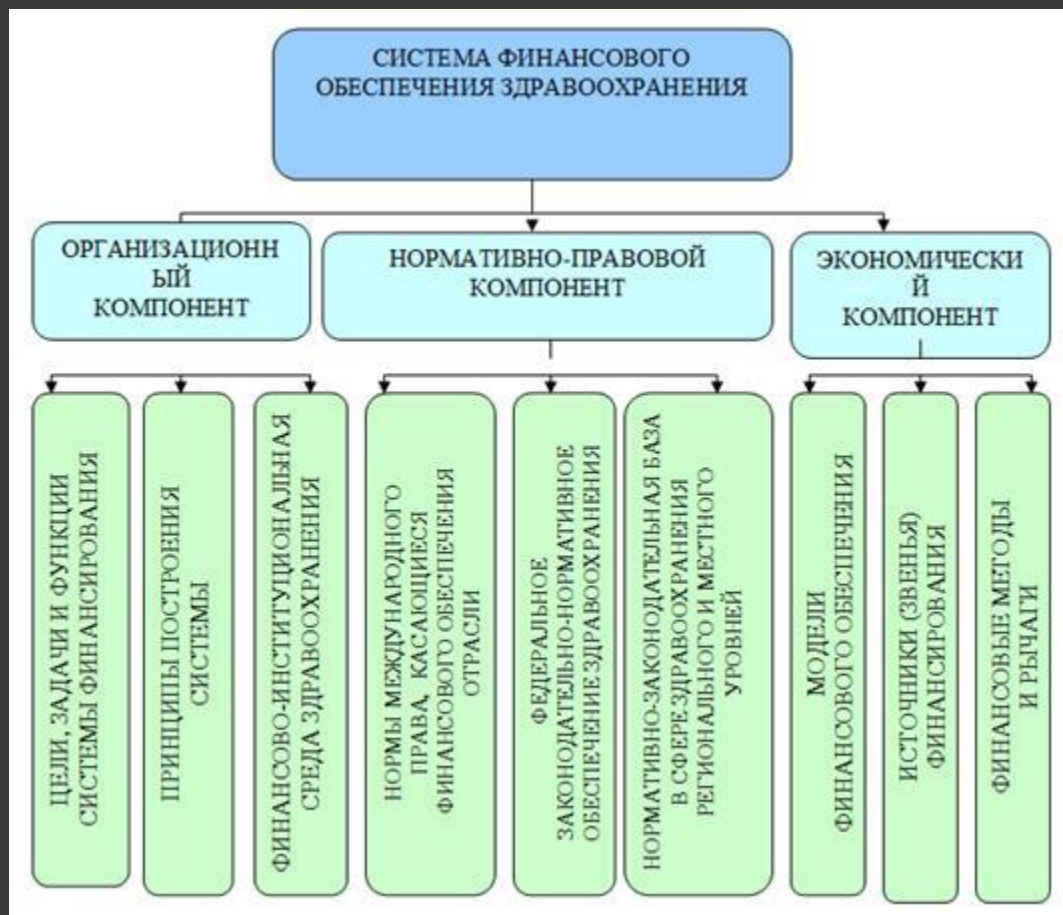 СИСТЕМА ФИНАНСОВОГО
ОБЕСПЕЧЕНИЯ ЗДРАВООХРАНЕНИЯ
ОРГАНИЗАЦИОНН
ЫЙ
КОМПОНЕНТ
НОРМАТИВНО-ПРАВОВОЙ
КОМПОНЕНТ
ЭКОНОМИЧЕСКИ
Й
КОМПОНЕНТ
ЦЕЛИ, ЗАДАЧИ И ФУНКЦИИ
СИСТЕМЫ ФИНАНСИРОВАНИЯ
ПРИНЦИПЫ ПОСТРОЕНИЯ
СИСТЕМЫ
ФИНАНСОВО-ИНСТИТУЦИОНАЛЬНАЯ
СРЕДА ЗДРАВООХРАНЕНИЯ
НОРМЫ МЕЖДУНАРОДНОГО
ПРАВА, КАСАЮЩИЕСЯ
ФИНАНСОВОГО ОБЕСПЕЧЕНИЯ
ОТРАСЛИ
ФЕДЕРАЛЬНОЕ
ЗАКОНОДАТЕЛЬНО-НОРМАТИВНОЕ
ОБЕСПЕЧЕНИЕ ЗДРАВООХРАНЕНИЯ
НОРМАТИВНО-ЗАКОНОДАТЕЛЬНАЯ БАЗА
В СФЕРЕ ЗДРАВООХРАНЕНИЯ
РЕГИОНАЛЬНОГО И МЕСТНОГО
УРОВНЕЙ
МОДЕЛИ
ФИНАНСОВОГО ОБЕСПЕЧЕНИЯ
ИСТОЧНИКИ (ЗВЕНЬЯ)
ФИНАНСИРОВАНИЯ
ФИНАНСОВЫЕ МЕТОДЫ
И РЫЧАГИ